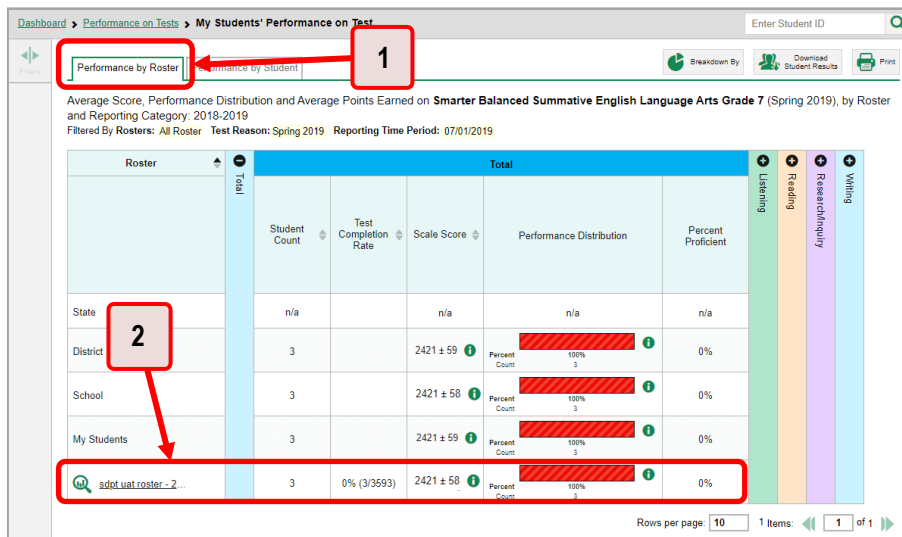 Dashboard > Performance on Tests > My Students' Performance on Test
Enter Student ID
Filters
1
Performance by Roster
Performance by Student
Breakdown By
Download
Student Results
Print
Average Score, Performance Distribution and Average Points Earned on Smarter Balanced Summative English Language Arts Grade 7 (Spring 2019), by Roster
and Reporting Category: 2018-2019
Filtered By Rosters: All Roster Test Reason: Spring 2019 Reporting Time Period: 07/01/2019
Roster
Total
Total
Listening
Reading
Research/Inquiry
Writing
Student
Count
Test
Completion
Rate
Scale Score
Performance Distribution
Percent
Proficient
State n/a n/a n/a n/a
2
District 3 2421 ± 59 Percent 100% 0%
Count 3
School 3 2421 ± 58 Percent 100% 0%
Count 3
My Students 3 2421 ± 59 Percent 100% 0%
Count 3
sdpt uat roster - 2... 3 0% (3/3593) 2421 ± 58 Percent 100% 0%
Count 3
Rows per page: 10 1 Items: 1 of 1